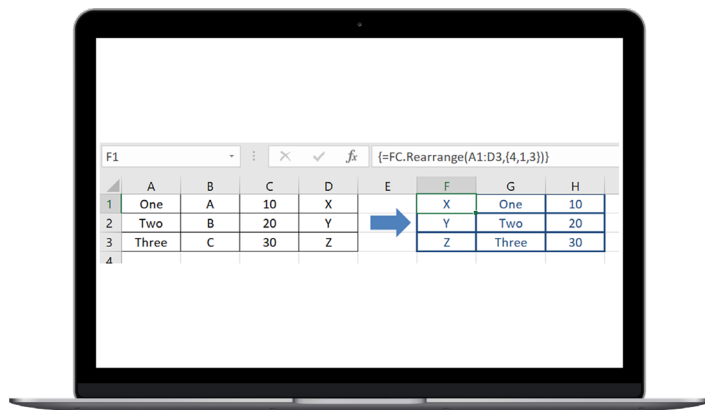 F1 fx {=FC.Rearrange(A1:D3,{4,1,3})}
A B C D E F G H
1 One A 10 X X One 10
2 Two B 20 Y Y Two 20
3 Three C 30 Z Z Three 30
4